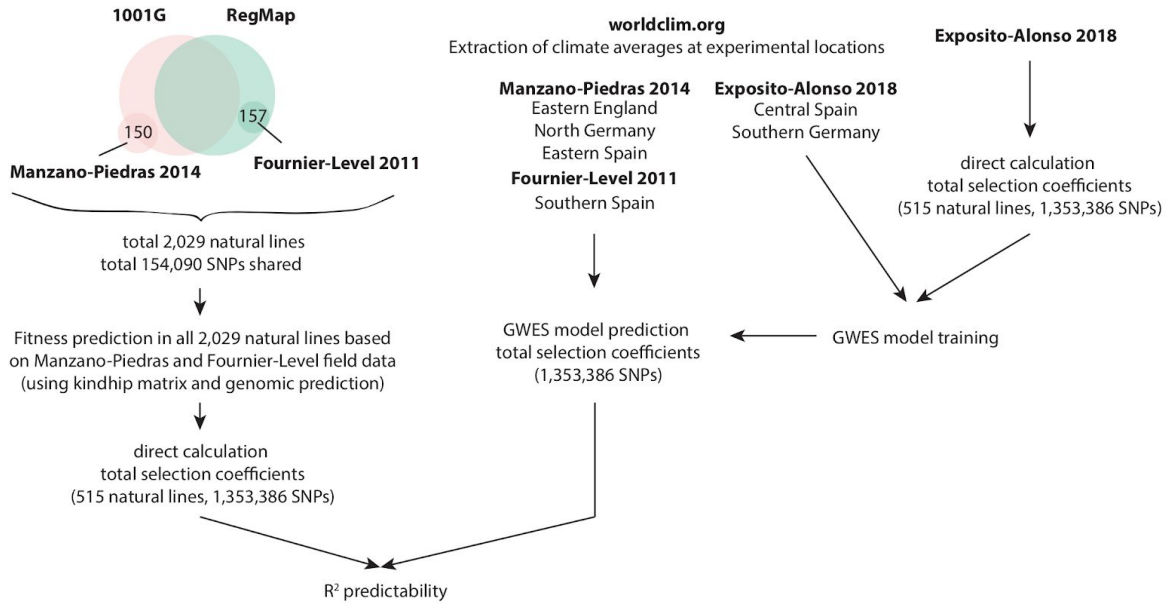 1001G
RegMap
150
157
Manzano-Piedras 2014
Fournier-Level 2011
total 2,029 natural lines
total 154,090 SNPs shared
Fitness prediction in all 2,029 natural lines based
on Manzano-Piedras and Fournier-Level field data
(using kindhip matrix and genomic prediction)
direct calculation
total selection coefficients
(515 natural lines, 1,353,386 SNPs)
worldclim.org
Extraction of climate averages at experimental locations
Manzano-Piedras 2014
Eastern England
North Germany
Eastern Spain
Fournier-Level 2011
Southern Spain
Exposito-Alonso 2018
Central Spain
Southern Germany
Exposito-Alonso 2018
direct calculation
total selection coefficients
(515 natural lines, 1,353,386 SNPs)
GWES model training
GWES model prediction
total selection coefficients
(1,353,386 SNPs)
R² predictability